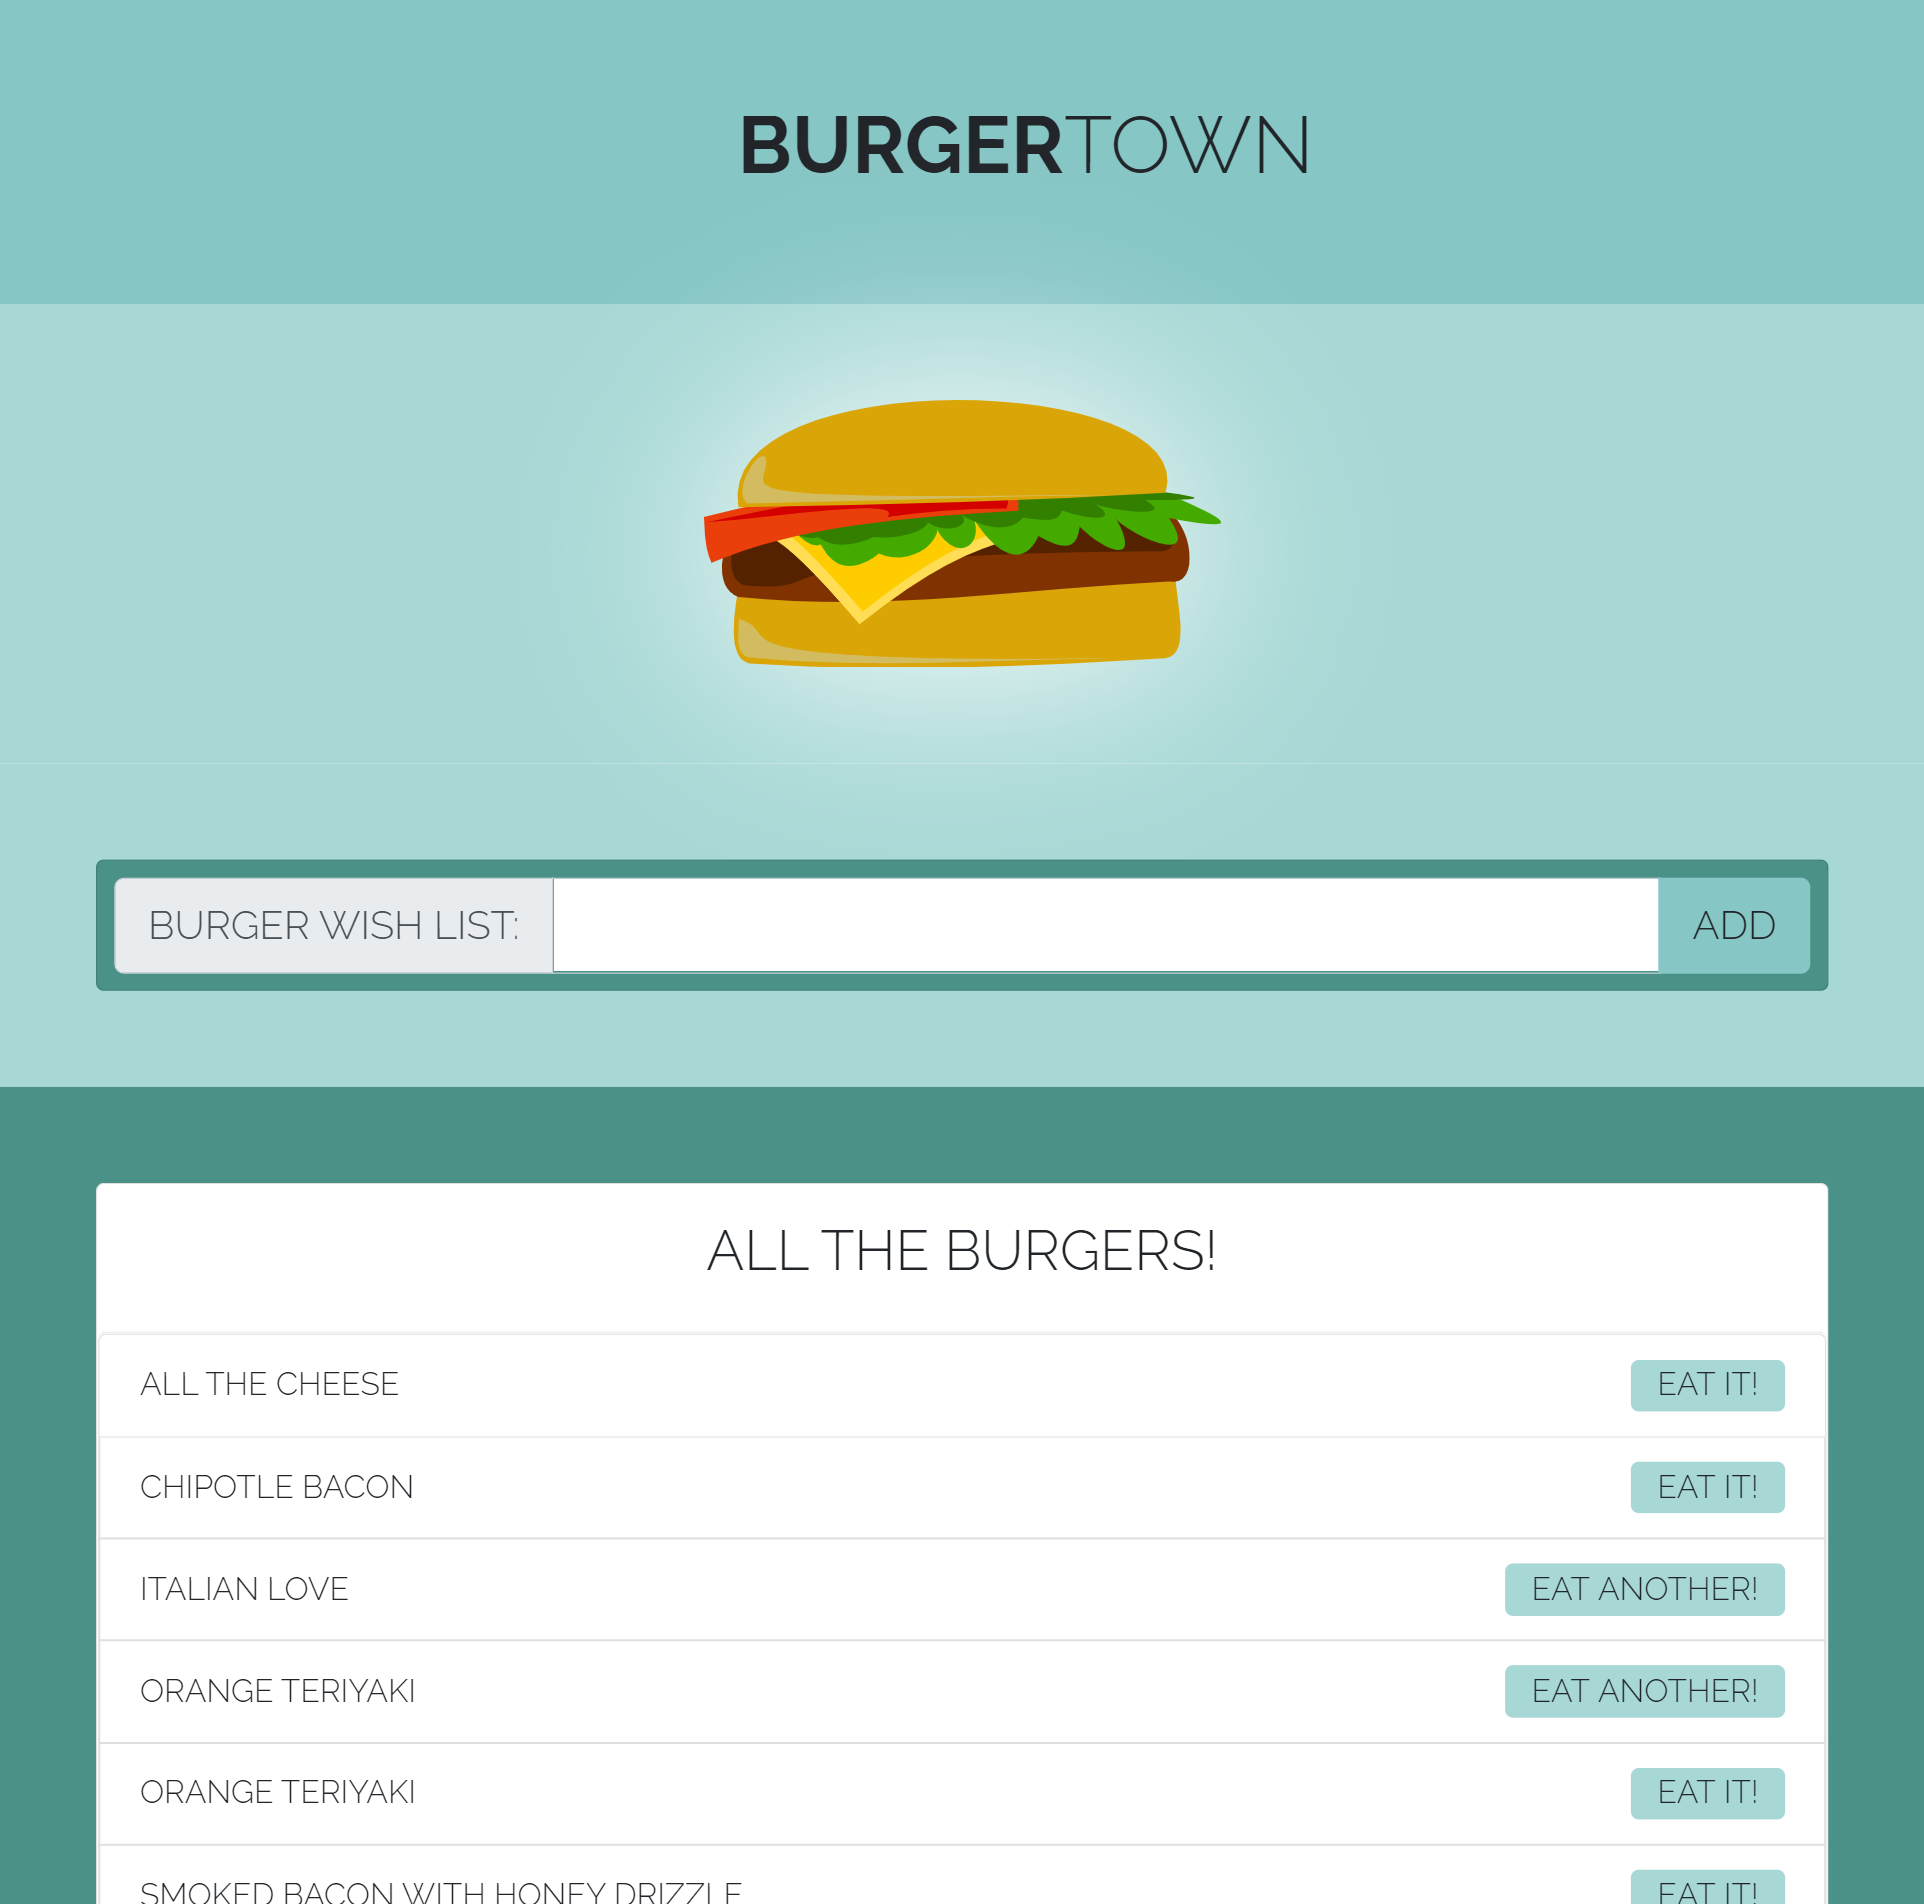 BURGERTOWN
BURGER WISH LIST: ADD
ALL THE BURGERS!
ALL THE CHEESE EAT IT!
CHIPOTLE BACON EAT IT!
ITALIAN LOVE EAT ANOTHER!
ORANGE TERIYAKI EAT ANOTHER!
ORANGE TERIYAKI EAT IT!
SMOKED BACON WITH HONEY DRIZZLE EAT IT!